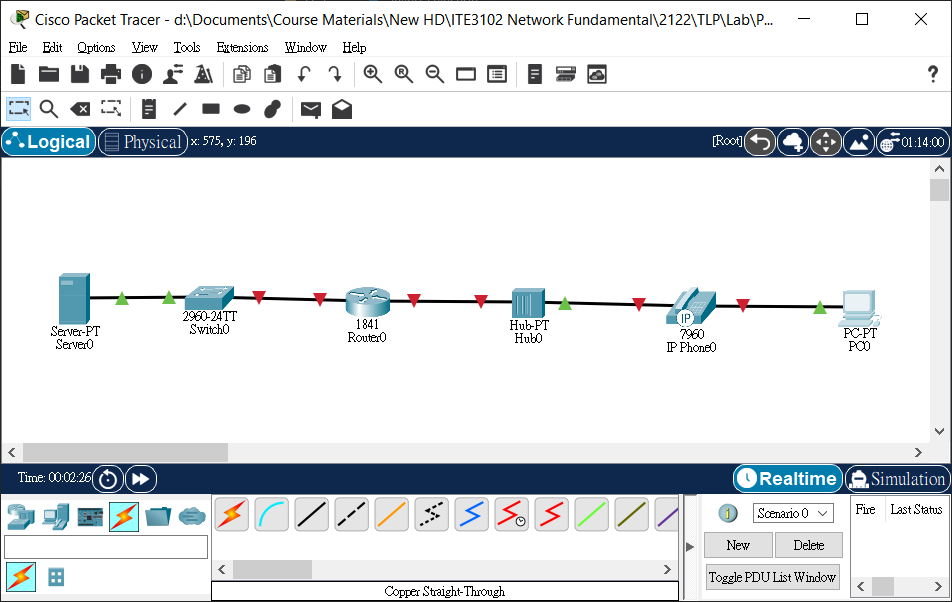 Cisco Packet Tracer - d:\Documents\Course Materials\New HD\ITE3102 Network Fundamental\2122\TLP\Lab\P...
File Edit Options View Tools Extensions Window Help
?
Logical Physical x: 575, y: 196 [Root] 01:14:00
Server-PT
Server0
2960-24TT
Switch0
1841
Router0
Hub-PT
Hub0
IP
7960
IP Phone0
PC-PT
PC0
Time: 00:02:26 Realtime Simulation
Scenario 0
Fire Last Status
New Delete
Toggle PDU List Window
Copper Straight-Through